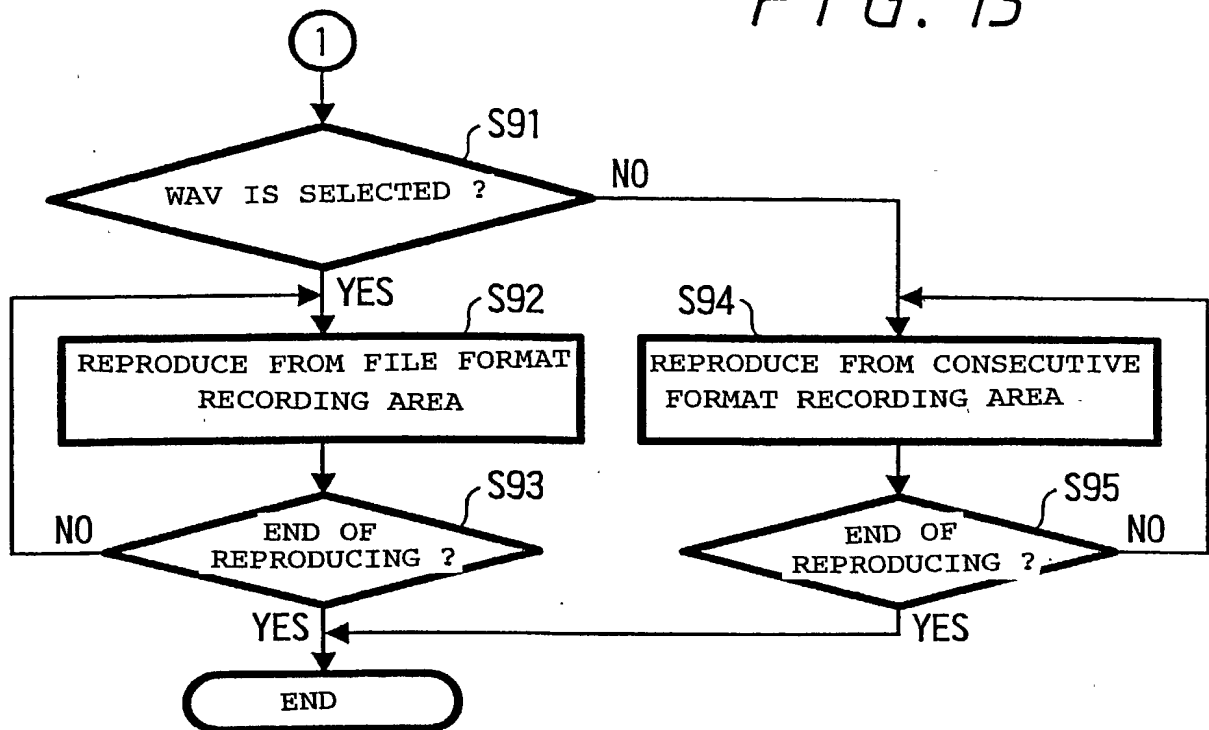 FIG.
1
S91
WAV IS SELECTED ?
NO
YES
S92
S94
REPRODUCE FROM FILE FORMAT
RECORDING AREA
REPRODUCE FROM CONSECUTIVE
FORMAT RECORDING AREA
S93
S95
NO
END OF
REPRODUCING ?
END OF
REPRODUCING ?
NO
YES
YES
END